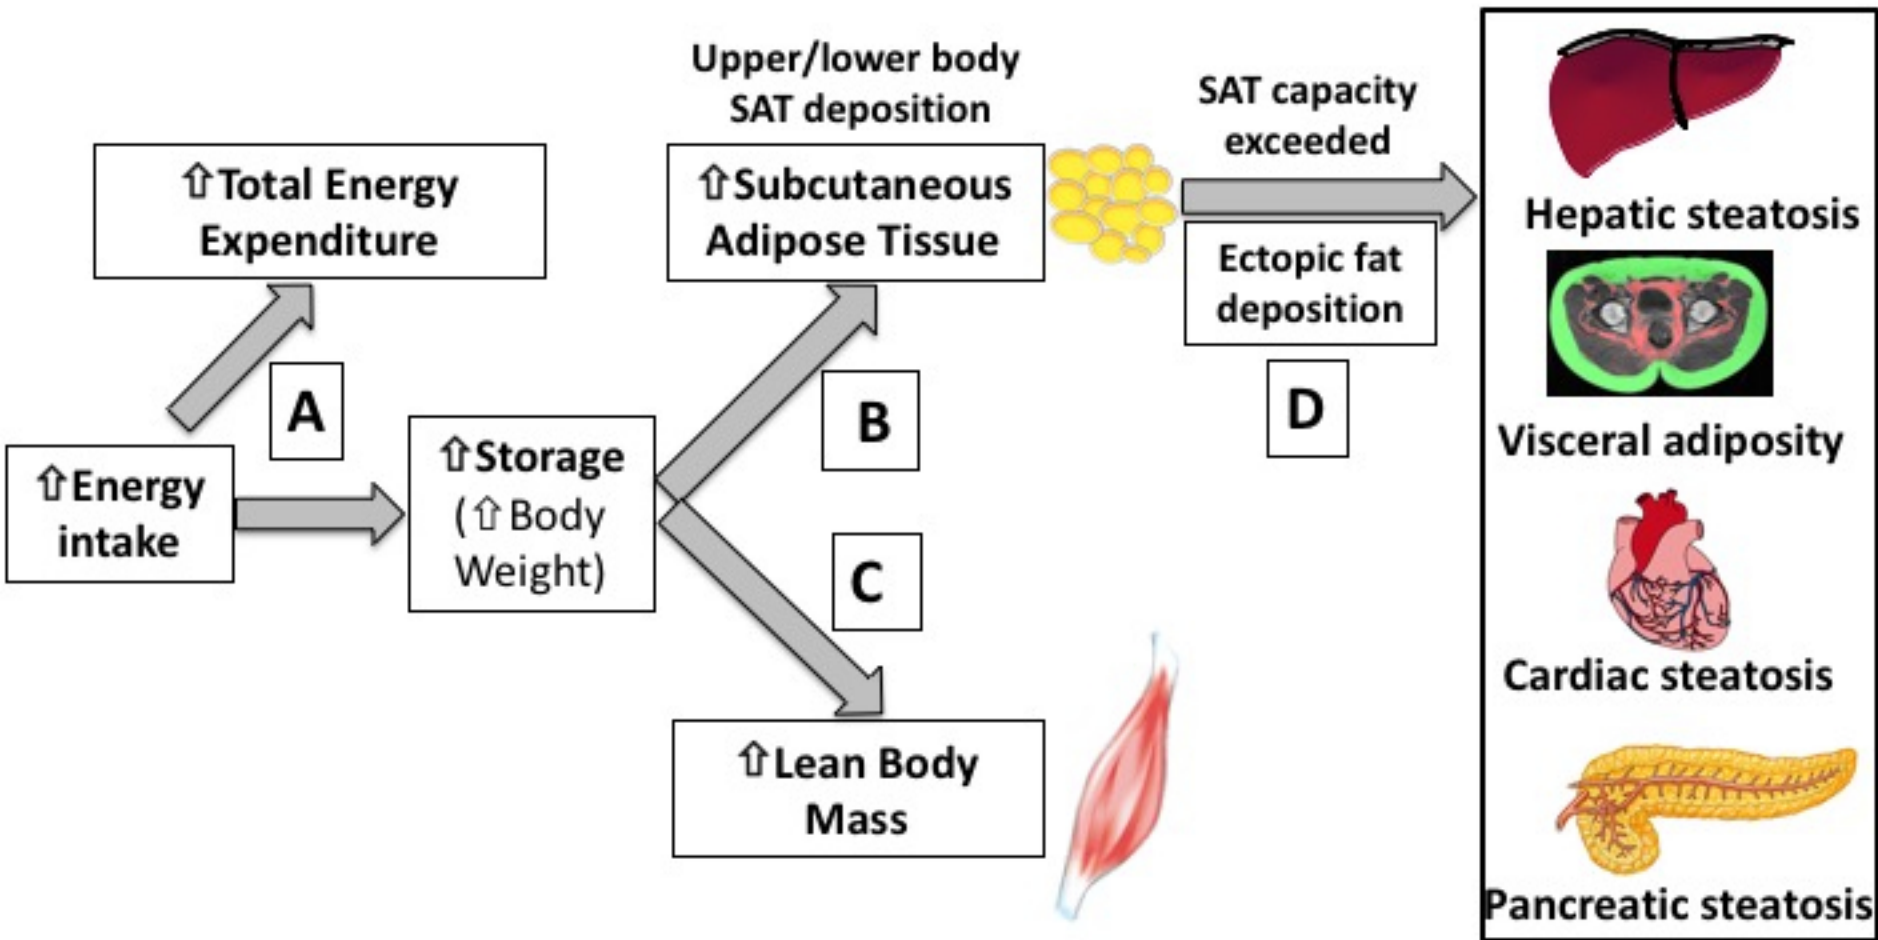 ⇧Total Energy
Expenditure
A
⇧Energy
intake
⇧Storage
(⇧Body
Weight)
Upper/lower body
SAT deposition
⇧Subcutaneous
Adipose Tissue
B
C
⇧Lean Body
Mass
SAT capacity
exceeded
Ectopic fat
deposition
D
Hepatic steatosis
Visceral adiposity
Cardiac steatosis
Pancreatic steatosis